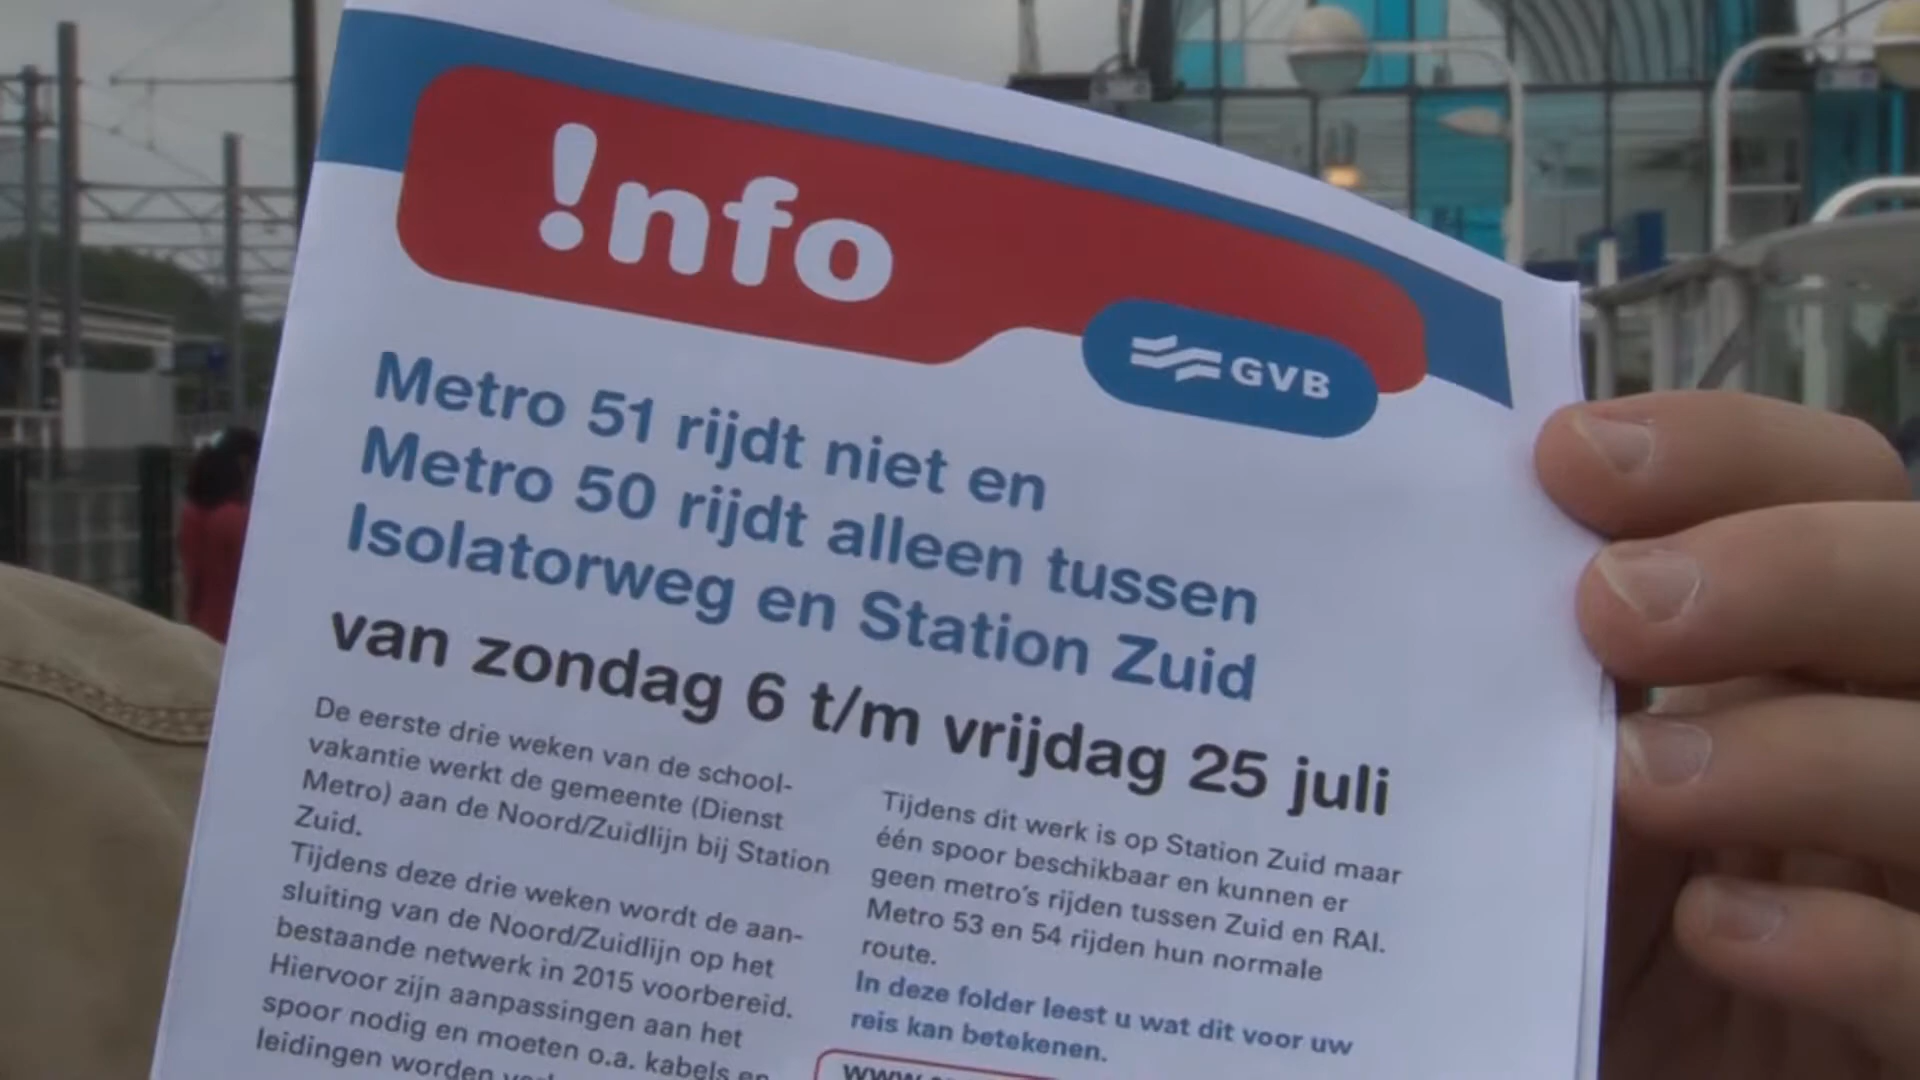 !nfo
GVB
Metro 51 rijdt niet en
Metro 50 rijdt alleen tussen
Isolatorweg en Station Zuid
van zondag 6 t/m vrijdag 25 juli
De eerste drie weken van de school-
vakantie werkt de gemeente (Dienst
Metro) aan de Noord/Zuidlijn bij Station
Zuid.
Tijdens deze drie weken wordt de aan-
sluiting van de Noord/Zuidlijn op het
bestaande netwerk in 2015 voorbereid.
Hiervoor zijn aanpassingen aan het
spoor nodig en moeten o.a. kabels en
leidingen worden
Tijdens dit werk is op Station Zuid maar
één spoor beschikbaar en kunnen er
geen metro's rijden tussen Zuid en RAI.
Metro 53 en 54 rijden hun normale
route.
In deze folder leest u wat dit voor uw
reis kan betekenen.